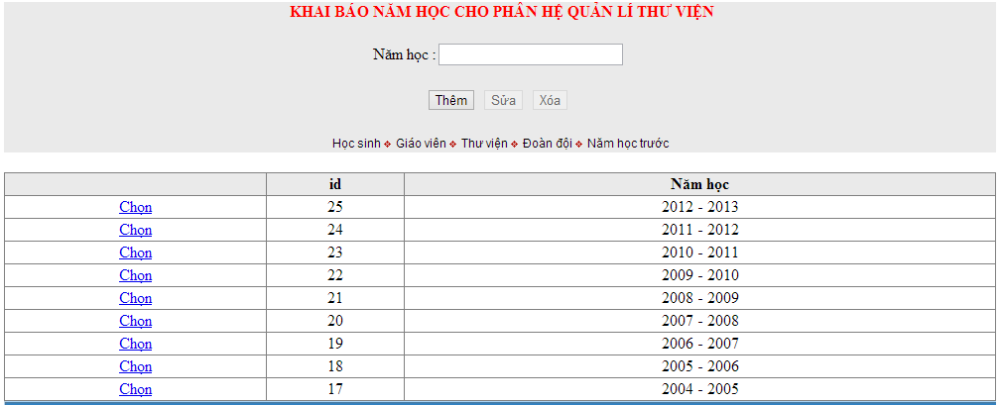 KHAI BÁO NĂM HỌC CHO PHÂN HỆ QUẢN LÍ THƯ VIỆN
Năm học :
Thêm Sửa Xóa
Học sinh Giáo viên Thư viện Đoàn đội Năm học trước
id Năm học
Chọn 25 2012 - 2013
Chọn 24 2011 - 2012
Chọn 23 2010 - 2011
Chọn 22 2009 - 2010
Chọn 21 2008 - 2009
Chọn 20 2007 - 2008
Chọn 19 2006 - 2007
Chọn 18 2005 - 2006
Chọn 17 2004 - 2005